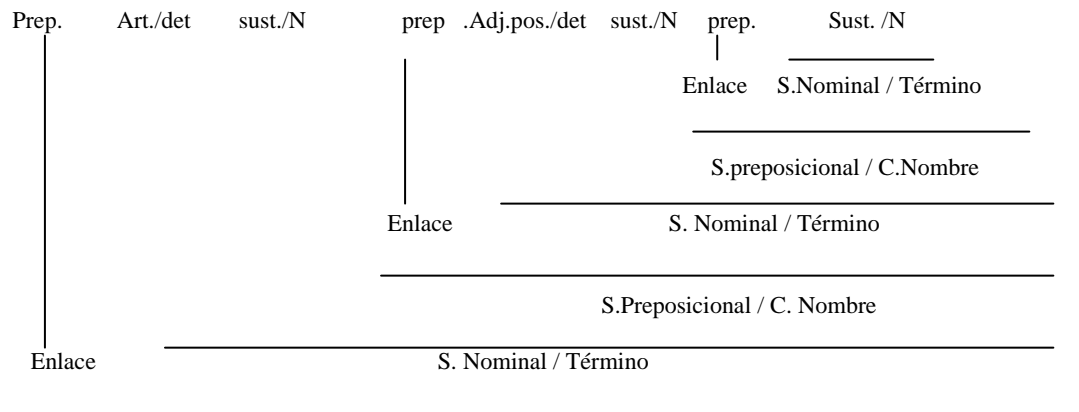 Prep. Art./det sust./N prep .Adj.pos./det sust./N prep. Sust. /N
Enlace S.Nominal / Término
S.preposicional / C.Nombre
Enlace S. Nominal / Término
S.Preposicional / C. Nombre
Enlace S. Nominal / Término